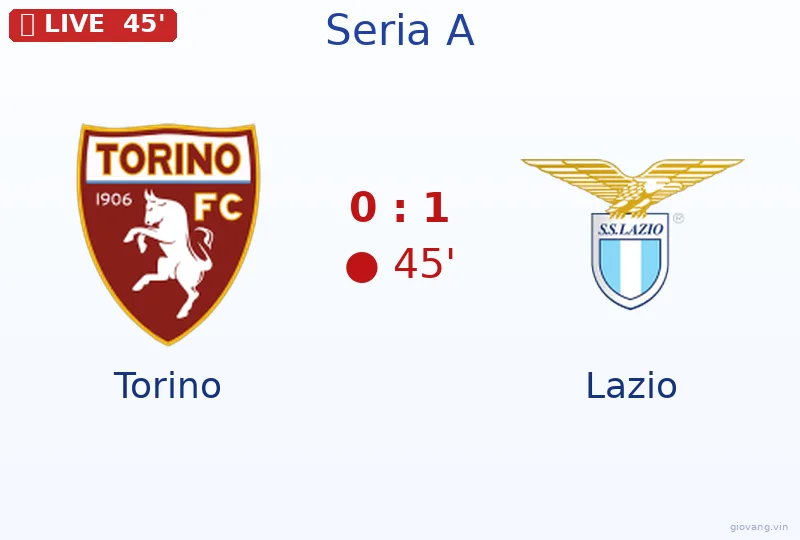 LIVE 45'
Seria A
TORINO
1906
FC
0 : 1
● 45'
S.S.LAZIO
®
Torino
Lazio
giovang.vin